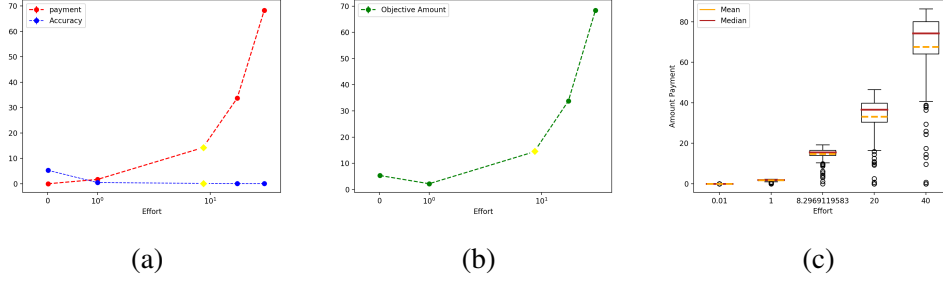 payment
Accuracy
70
60
50
40
30
20
10
0
0
10⁰
10¹
Effort
(a)
Objective Amount
70
60
50
40
30
20
10
0
0
10⁰
10¹
Effort
(b)
Mean
Median
Amount Payment
80
60
40
20
0
0.01
1
8.2969119583
20
40
Effort
(c)